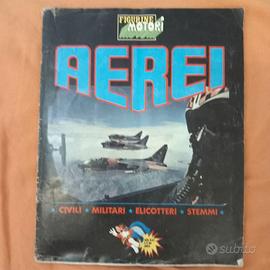 FIGURINE
MOTORI
AEREI
★ CIVILI ★ MILITARI ★ ELICOTTERI ★ STEMMI ★
subito